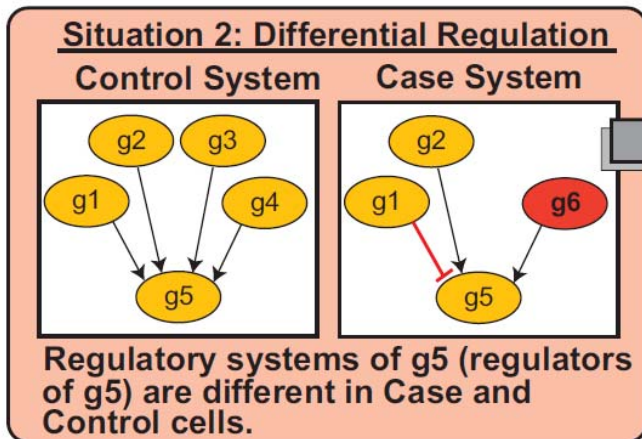 Situation 2: Differential Regulation
Control System
Case System
g2
g3
g1
g4
g5
g2
g1
g6
g5
Regulatory systems of g5 (regulators
of g5) are different in Case and
Control cells.